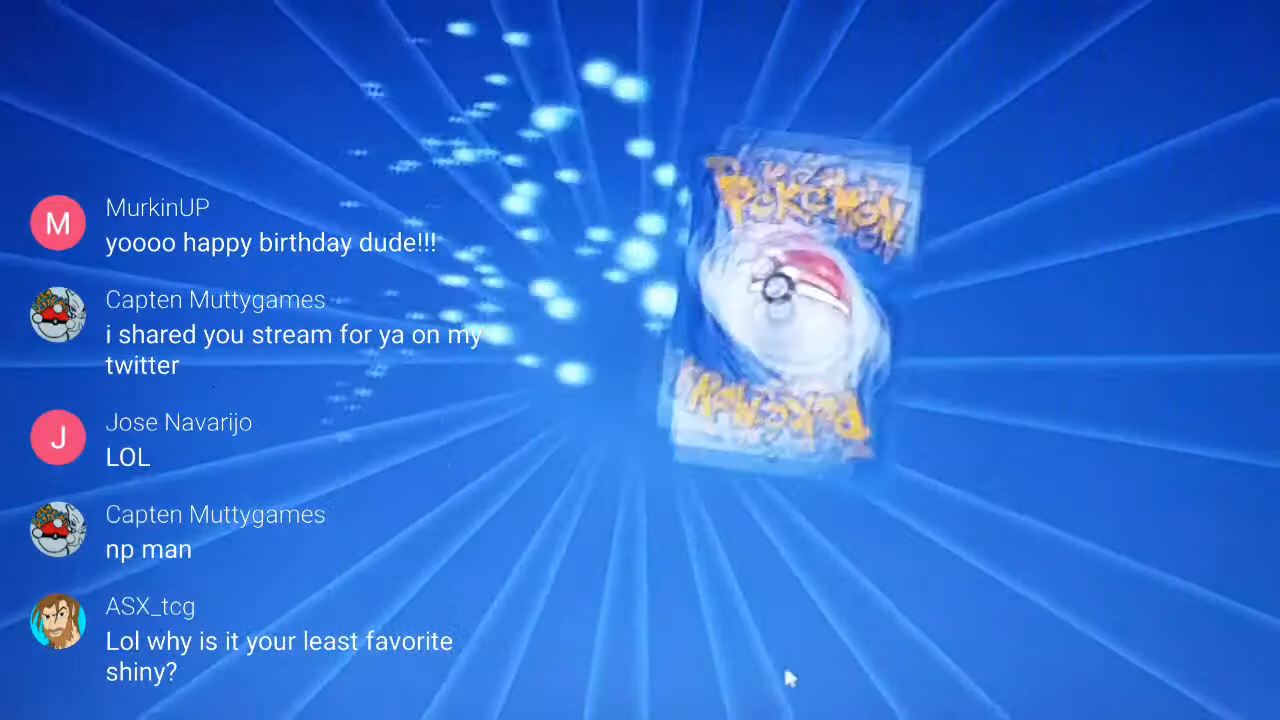 MurkinUP
yoooo happy birthday dude!!!
Capten Muttygames
i shared you stream for ya on my
twitter
Jose Navarijo
LOL
Capten Muttygames
np man
ASX_tcg
Lol why is it your least favorite
shiny?
M
J
POKéMON
POKéMON